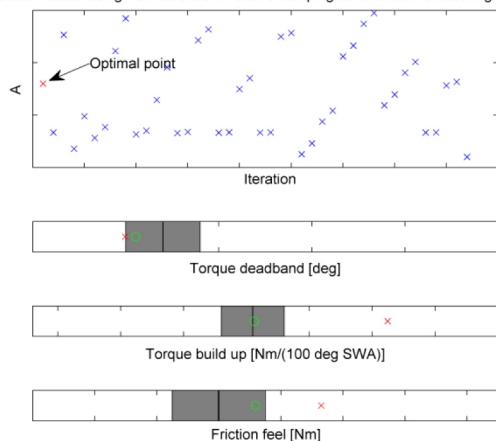 Optimal point
A
Iteration
Torque deadband [deg]
Torque build up [Nm/(100 deg SWA)]
Friction feel [Nm]